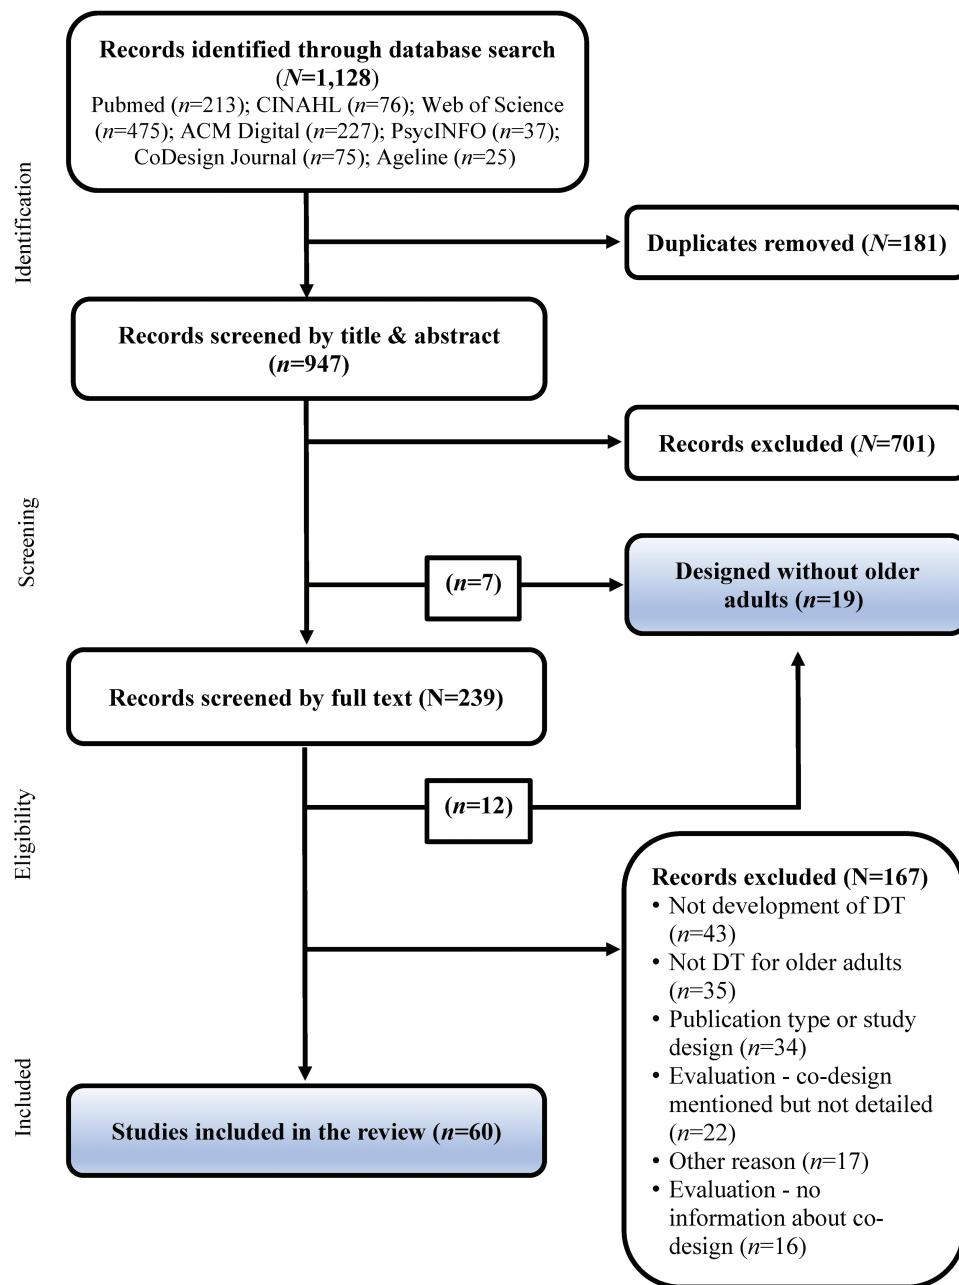 Records identified through database search
(N=1,128)
Pubmed (n=213); CINAHL (n=76); Web of Science
(n=475); ACM Digital (n=227); PsycINFO (n=37);
CoDesign Journal (n=75); Ageline (n=25)
Identification
Duplicates removed (N=181)
Records screened by title & abstract
(n=947)
Records excluded (N=701)
Screening
(n=7)
Designed without older
adults (n=19)
Records screened by full text (N=239)
(n=12)
Eligibility
Records excluded (N=167)
• Not development of DT
(n=43)
• Not DT for older adults
(n=35)
• Publication type or study
design (n=34)
• Evaluation - co-design
mentioned but not detailed
(n=22)
• Other reason (n=17)
• Evaluation - no
information about co-
design (n=16)
Included
Studies included in the review (n=60)